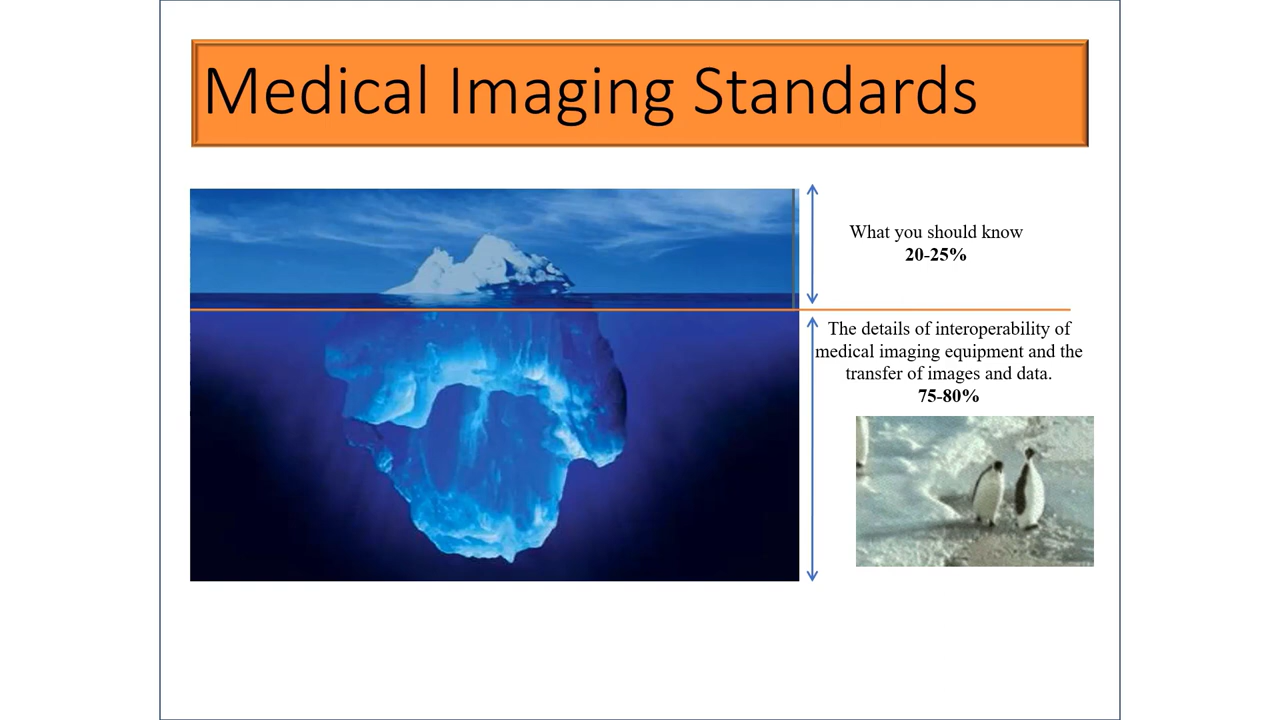 Medical Imaging Standards
What you should know
20-25%
The details of interoperability of
medical imaging equipment and the
transfer of images and data.
75-80%